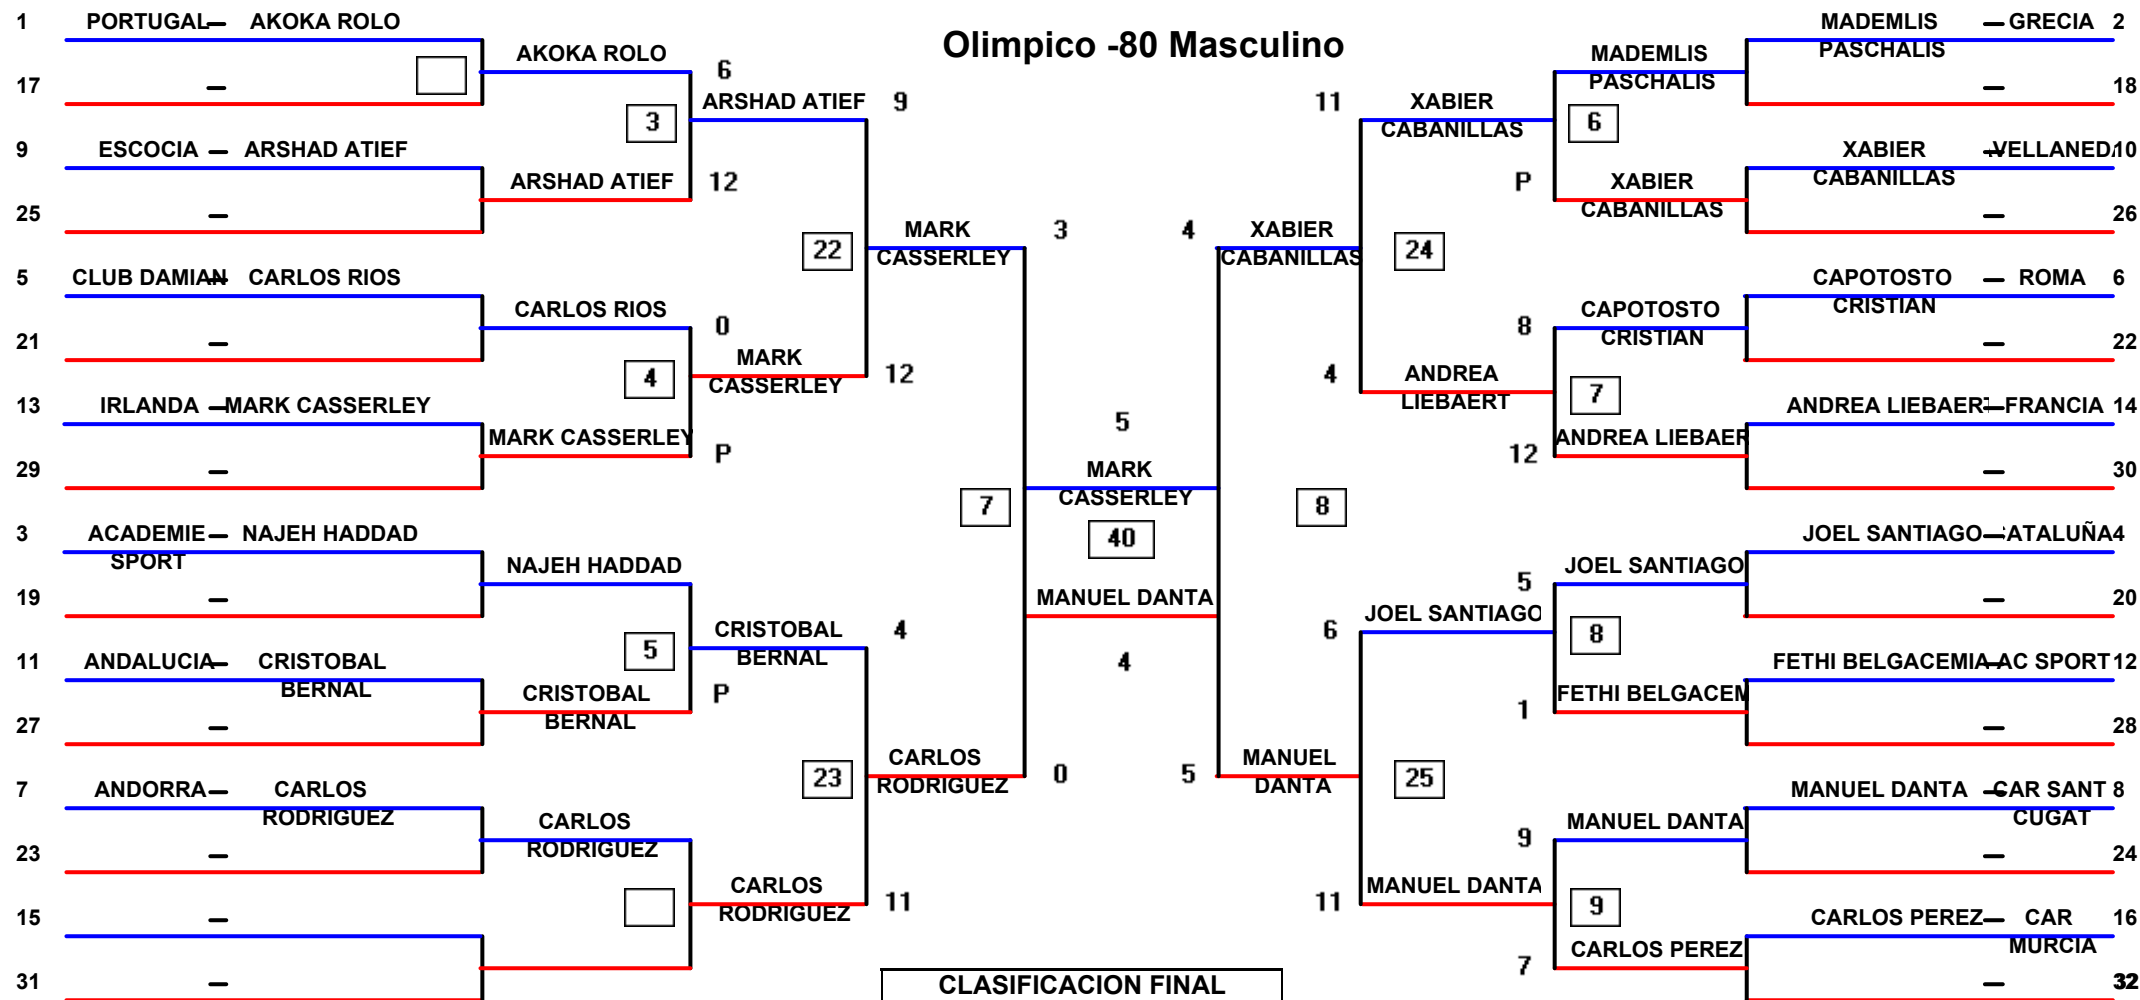 Olimpico -80 Masculino
1 PORTUGAL — AKOKA ROLO
17 —
9 ESCOCIA — ARSHAD ATIEF
25 —
5 CLUB DAMIAN — CARLOS RIOS
21 —
13 IRLANDA — MARK CASSERLEY
29 —
3 ACADEMIE — NAJEH HADDAD
SPORT
19 —
11 ANDALUCIA — CRISTOBAL
BERNAL
27 —
7 ANDORRA — CARLOS
RODRIGUEZ
23 —
15 —
31 —
AKOKA ROLO 6
3
ARSHAD ATIEF 12
CARLOS RIOS 0
4
MARK CASSERLEY P
NAJEH HADDAD
5
CRISTOBAL
BERNAL
P
CARLOS
RODRIGUEZ
ARSHAD ATIEF 9
22
MARK
CASSERLEY
12
CRISTOBAL
BERNAL
4
23
CARLOS
RODRIGUEZ
11
MARK
CASSERLEY
3
7
CARLOS
RODRIGUEZ
0
5
MARK
CASSERLEY
40
MANUEL DANTA
4
4 XABIER
CABANILLAS
8
5 MANUEL
DANTA
11 XABIER
CABANILLAS
24
4 ANDREA
LIEBAERT
6 JOEL SANTIAGO
25
11 MANUEL DANTA
MADEMLIS
PASCHALIS
6
P XABIER
CABANILLAS
8 CAPOTOSTO
CRISTIAN
7
12 ANDREA LIEBAER
5 JOEL SANTIAGO
8
1 FETHI BELGACEM
9 MANUEL DANTA
9
7 CARLOS PEREZ
MADEMLIS — GRECIA 2
PASCHALIS
— 18
XABIER — VELLANEDA 10
CABANILLAS
— 26
CAPOTOSTO — ROMA 6
CRISTIAN
— 22
ANDREA LIEBAERT — FRANCIA 14
— 30
JOEL SANTIAGO — ATALUÑA 4
— 20
FETHI BELGACEMI — AAC SPORT 12
— 28
MANUEL DANTA — CAR SANT 8
CUGAT
— 24
CARLOS PEREZ — CAR 16
MURCIA
— 32
CLASIFICACION FINAL